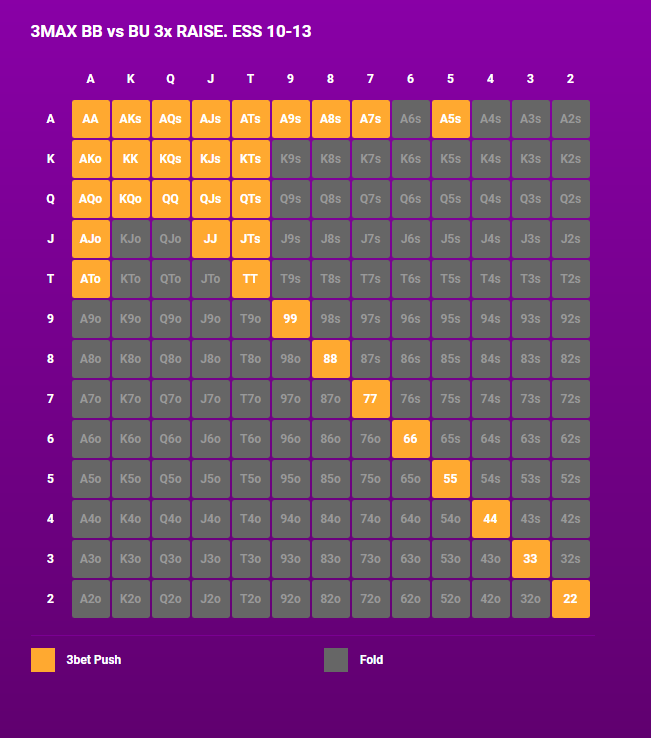 3MAX BB vs BU 3x RAISE. ESS 10-13
A K Q J T 9 8 7 6 5 4 3 2
A AA AKs AQs AJs ATs A9s A8s A7s A6s A5s A4s A3s A2s
K AKo KK KQs KJs KTs K9s K8s K7s K6s K5s K4s K3s K2s
Q AQo KQo QQ QJs QTs Q9s Q8s Q7s Q6s Q5s Q4s Q3s Q2s
J AJo KJo QJo JJ JTs J9s J8s J7s J6s J5s J4s J3s J2s
T ATo KTo QTo JTo TT T9s T8s T7s T6s T5s T4s T3s T2s
9 A9o K9o Q9o J9o T9o 99 98s 97s 96s 95s 94s 93s 92s
8 A8o K8o Q8o J8o T8o 98o 88 87s 86s 85s 84s 83s 82s
7 A7o K7o Q7o J7o T7o 97o 87o 77 76s 75s 74s 73s 72s
6 A6o K6o Q6o J6o T6o 96o 86o 76o 66 65s 64s 63s 62s
5 A5o K5o Q5o J5o T5o 95o 85o 75o 65o 55 54s 53s 52s
4 A4o K4o Q4o J4o T4o 94o 84o 74o 64o 54o 44 43s 42s
3 A3o K3o Q3o J3o T3o 93o 83o 73o 63o 53o 43o 33 32s
2 A2o K2o Q2o J2o T2o 92o 82o 72o 62o 52o 42o 32o 22
3bet Push Fold